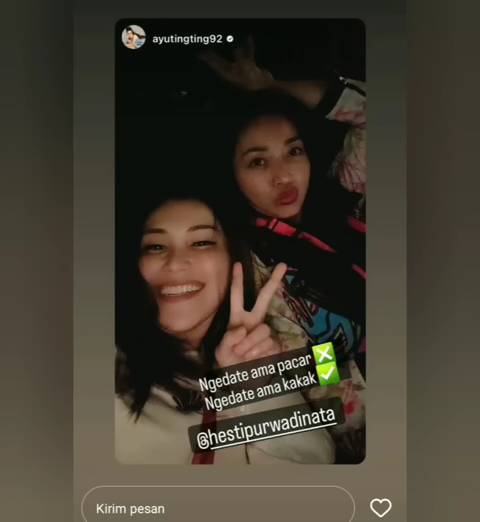 ayutingting92
Ngedate ama pacar ❎
Ngedate ama kakak ✅
@hestipurwadinata
Kirim pesan